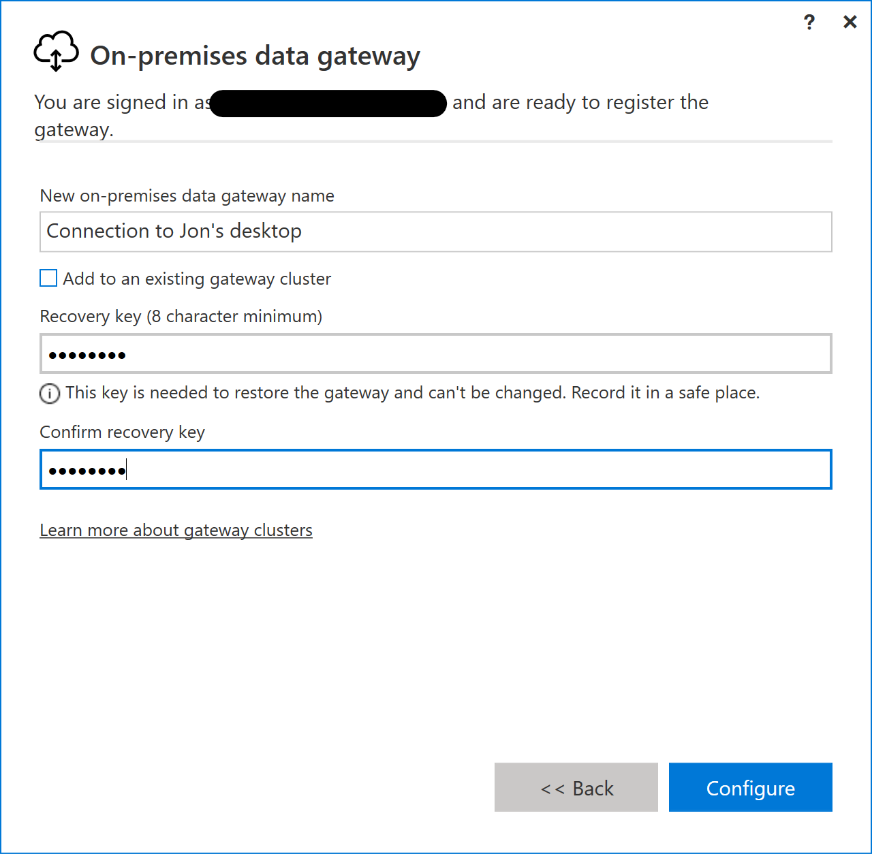 ?
On-premises data gateway
You are signed in as and are ready to register the
gateway.
New on-premises data gateway name
Connection to Jon's desktop
Add to an existing gateway cluster
Recovery key (8 character minimum)
••••••••
This key is needed to restore the gateway and can't be changed. Record it in a safe place.
Confirm recovery key
••••••••
Learn more about gateway clusters
<< Back Configure